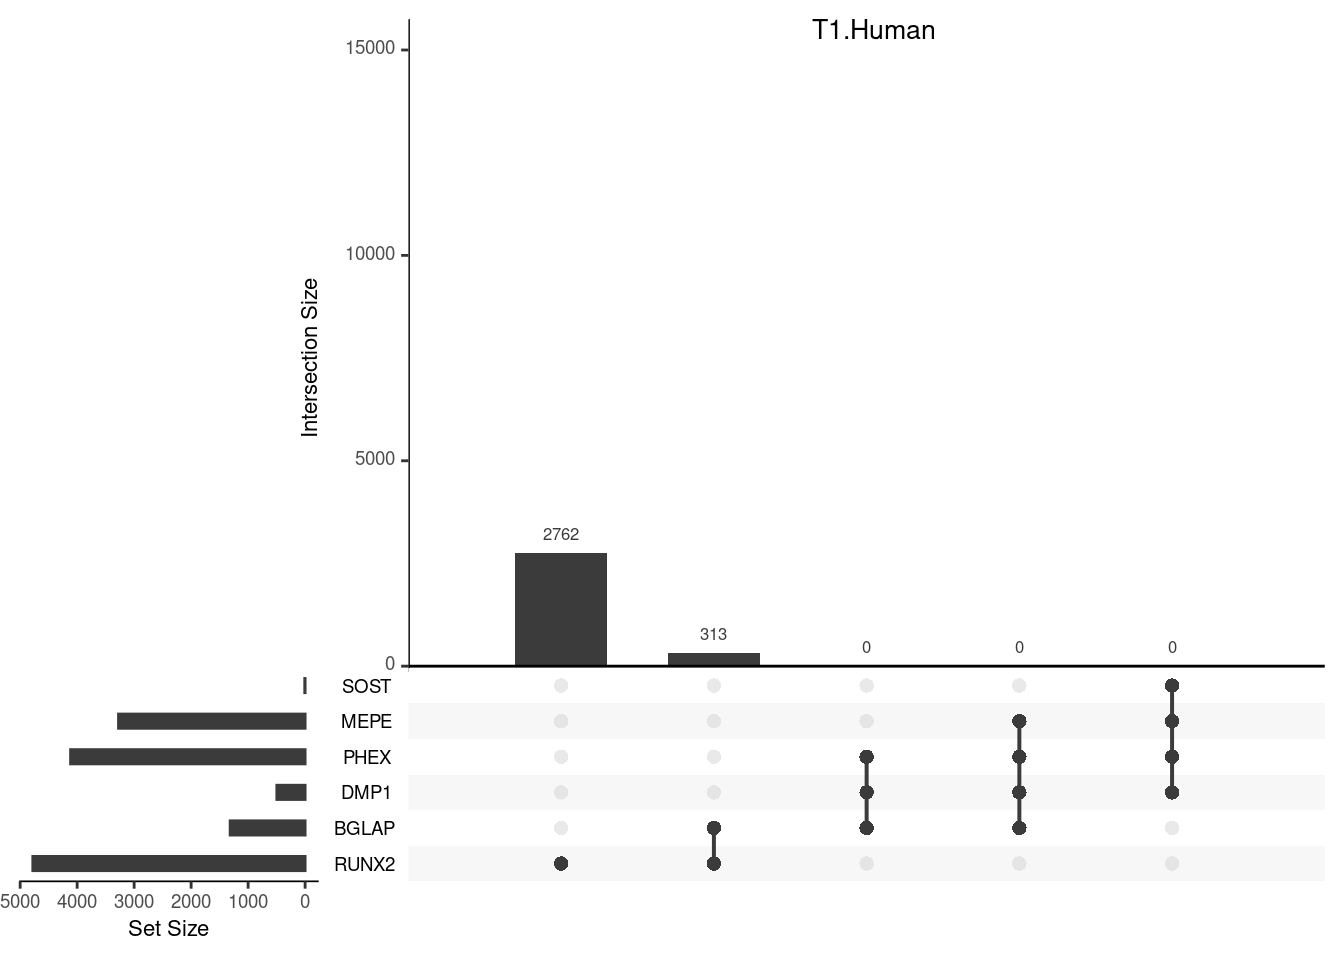 T1.Human
15000
10000
5000
0
Intersection Size
2762
313
0
0
0
SOST
MEPE
PHEX
DMP1
BGLAP
RUNX2
5000 4000 3000 2000 1000 0
Set Size